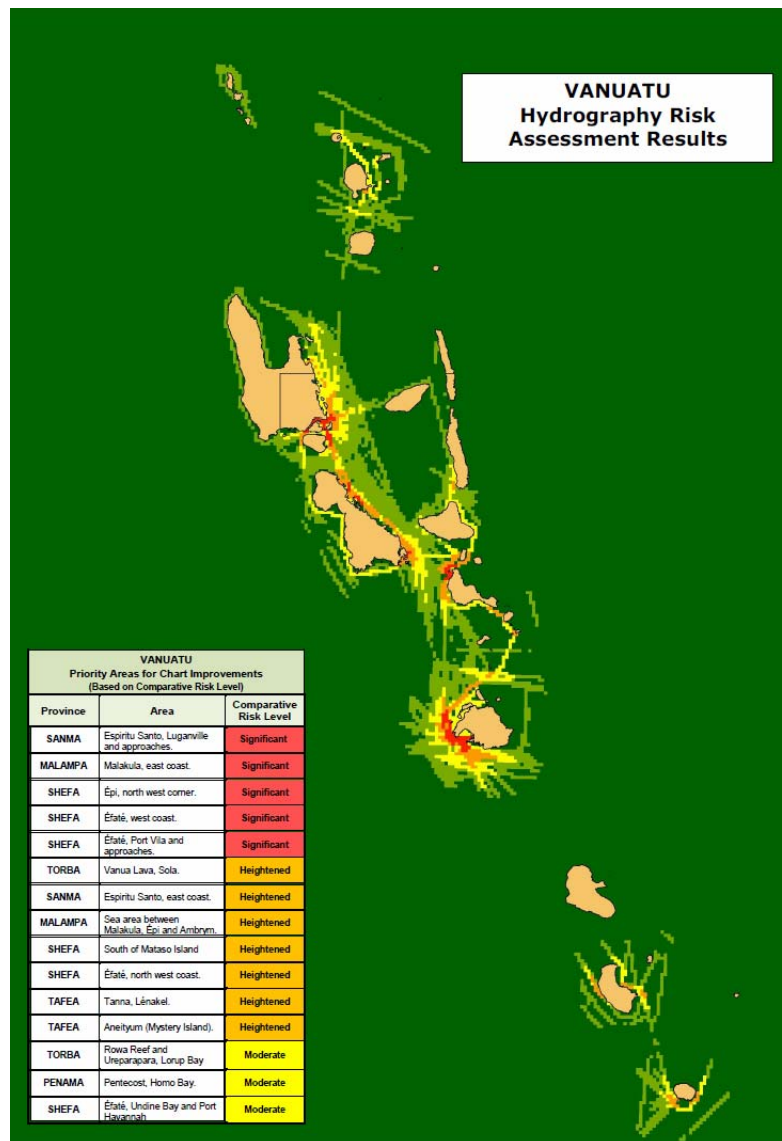 VANUATU
Hydrography Risk
Assessment Results
VANUATU
Priority Areas for Chart Improvements
(Based on Comparative Risk Level)
Province Area Comparative
Risk Level
SANMA Espiritu Santo, Luganville
and approaches. Significant
MALAMPA Malakula, east coast. Significant
SHEFA Épi, north west corner. Significant
SHEFA Éfaté, west coast. Significant
SHEFA Éfaté, Port Vila and
approaches. Significant
TORBA Vanua Lava, Sola. Heightened
SANMA Espiritu Santo, east coast. Heightened
MALAMPA Sea area between
Malakula, Épi and Ambrym. Heightened
SHEFA South of Mataso Island Heightened
SHEFA Éfaté, north west coast. Heightened
TAFEA Tanna, Lénakel. Heightened
TAFEA Aneityum (Mystery Island). Heightened
TORBA Rowa Reef and
Ureparapara, Lorup Bay Moderate
PENAMA Pentecost, Homo Bay. Moderate
SHEFA Éfaté, Undine Bay and Port
Havannah Moderate